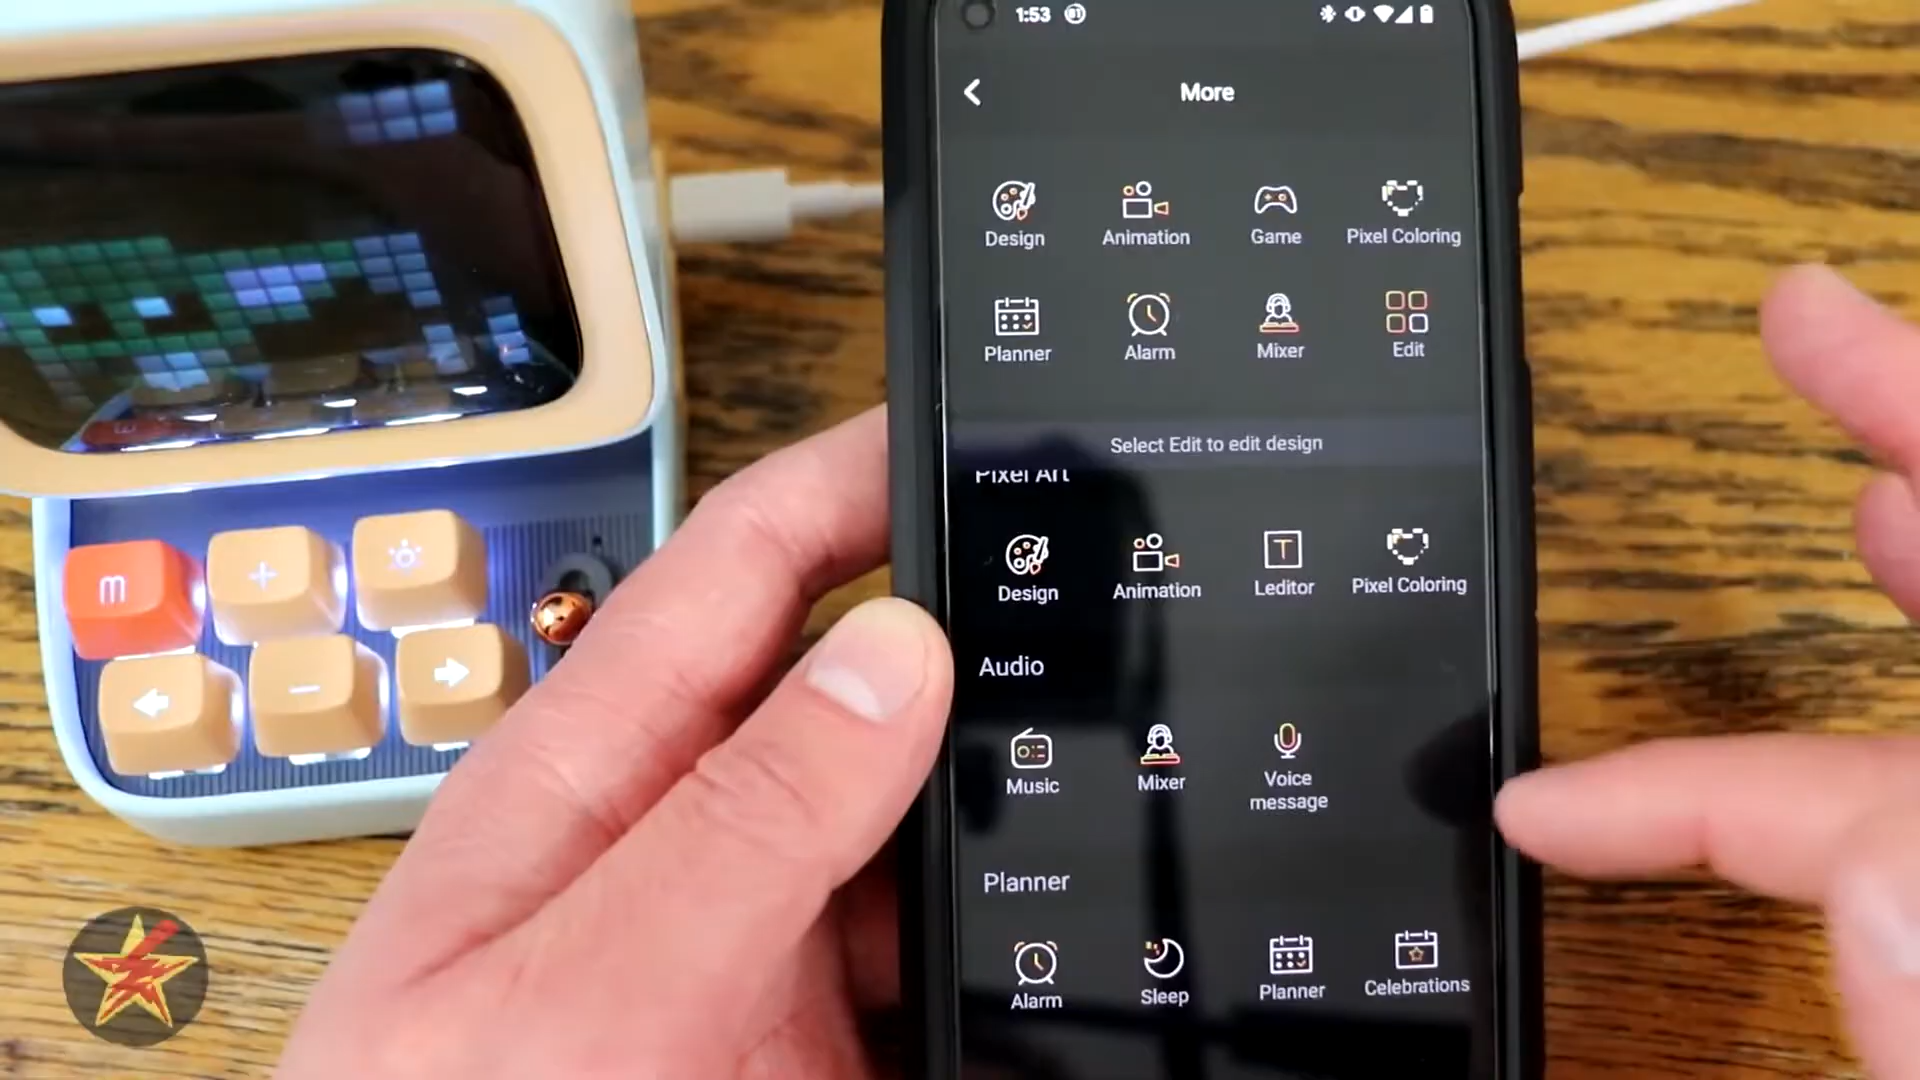 1:53
More
Design Animation Game Pixel Coloring
Planner Alarm Mixer Edit
Select Edit to edit design
Pixel Art
Design Animation Leditor Pixel Coloring
Audio
Music Mixer Voice
message
Planner
Alarm Sleep Planner Celebrations
m + 
−